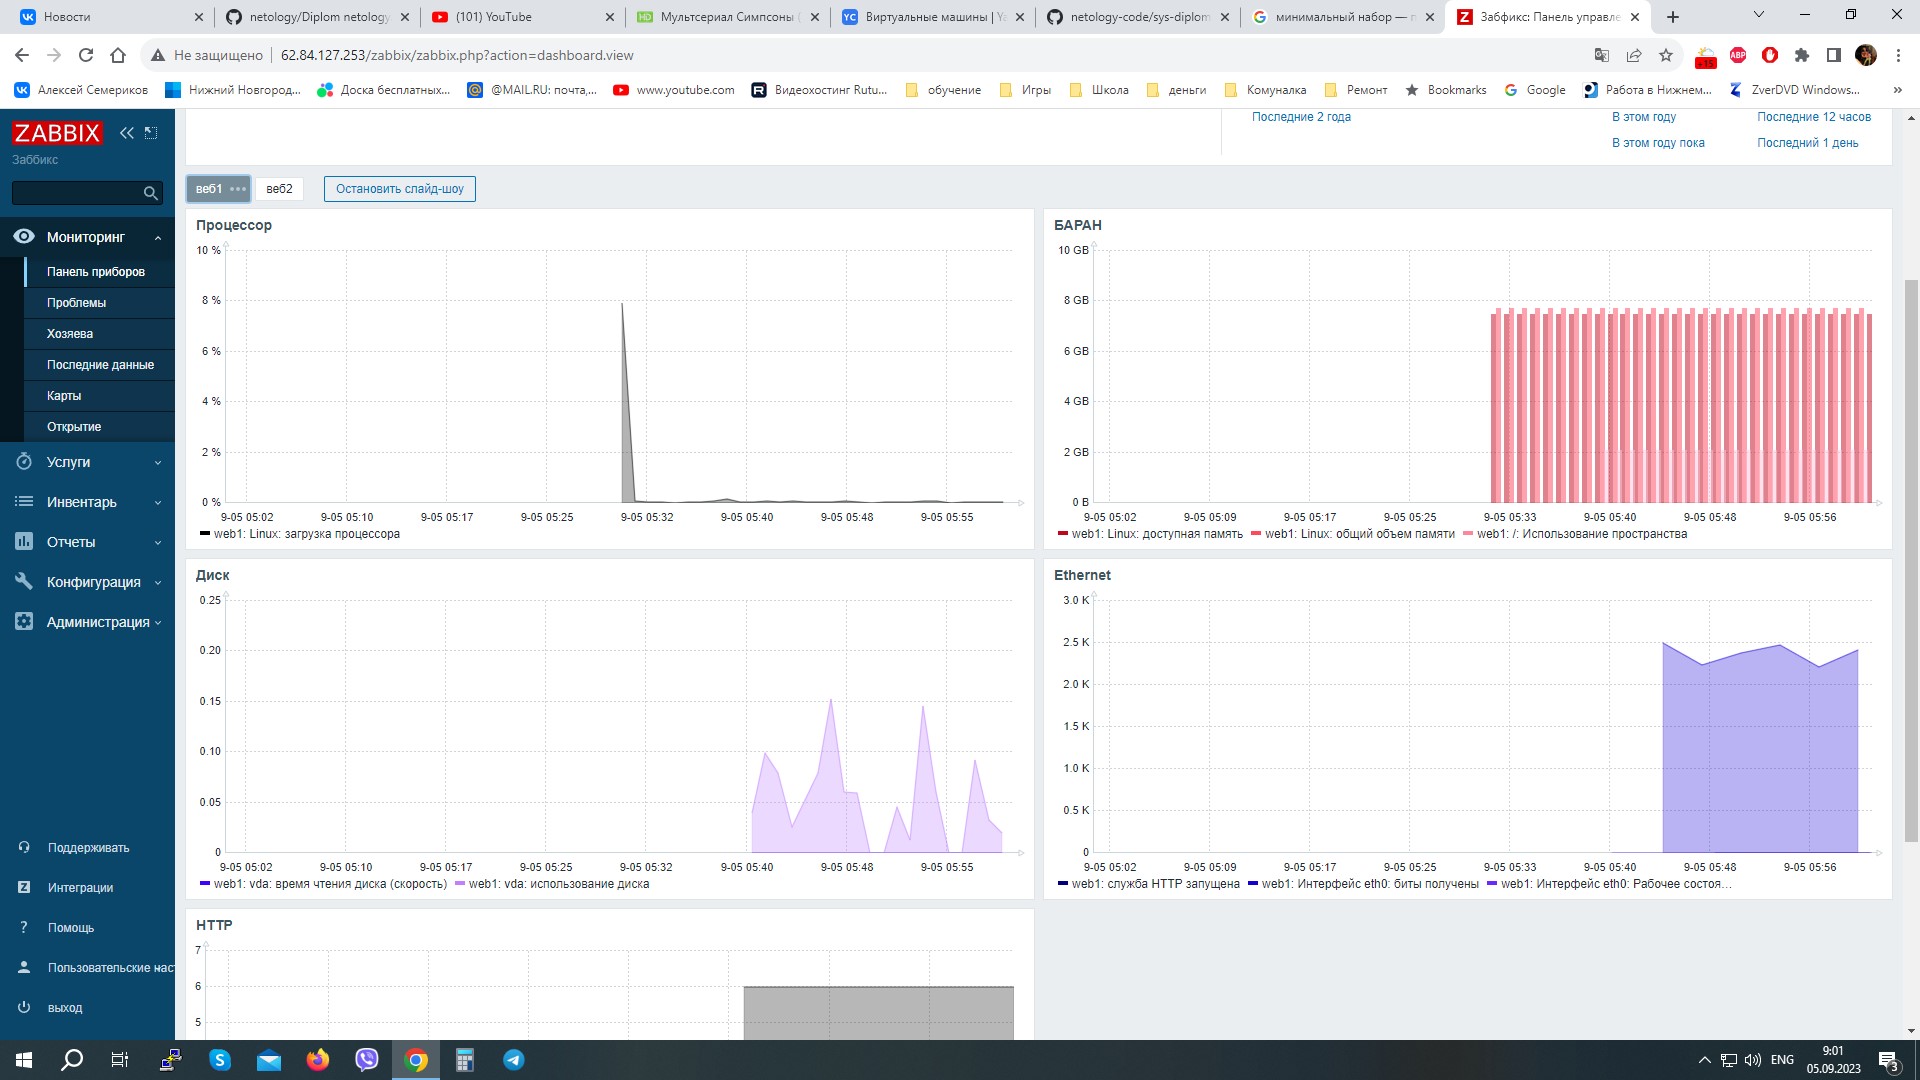 Новости
netology/Diplom netology
(101) YouTube
Мультсериал Симпсоны (
Виртуальные машины | Ya
netology-code/sys-diplom
минимальный набор — п
Забфикс: Панель управле
Не защищено
62.84.127.253/zabbix/zabbix.php?action=dashboard.view
+15
ABP
Алексей Семериков
Нижний Новгород...
Доска бесплатных...
@MAIL.RU: почта,...
www.youtube.com
Видеохостинг Rutu...
обучение
Игры
Школа
деньги
Комуналка
Ремонт
Bookmarks
Google
Работа в Нижнем...
ZverDVD Windows...
ZABBIX
Заббикс
Мониторинг
Панель приборов
Проблемы
Хозяева
Последние данные
Карты
Открытие
Услуги
Инвентарь
Отчеты
Конфигурация
Администрация
Поддерживать
Интеграции
Помощь
Пользовательские наст
выход
Последние 2 года
В этом году
Последние 12 часов
В этом году пока
Последний 1 день
веб1
веб2
Остановить слайд-шоу
Процессор
10 %
8 %
6 %
4 %
2 %
0 %
9-05 05:02 9-05 05:10 9-05 05:17 9-05 05:25 9-05 05:32 9-05 05:40 9-05 05:48 9-05 05:55
web1: Linux: загрузка процессора
БАРАН
10 GB
8 GB
6 GB
4 GB
2 GB
0 B
9-05 05:02 9-05 05:09 9-05 05:17 9-05 05:25 9-05 05:33 9-05 05:40 9-05 05:48 9-05 05:56
web1: Linux: доступная память web1: Linux: общий объем памяти web1: /: Использование пространства
Диск
0.25
0.20
0.15
0.10
0.05
0
9-05 05:02 9-05 05:10 9-05 05:17 9-05 05:25 9-05 05:32 9-05 05:40 9-05 05:48 9-05 05:55
web1: vda: время чтения диска (скорость) web1: vda: использование диска
Ethernet
3.0 K
2.5 K
2.0 K
1.5 K
1.0 K
0.5 K
0
9-05 05:02 9-05 05:09 9-05 05:17 9-05 05:25 9-05 05:33 9-05 05:40 9-05 05:48 9-05 05:56
web1: служба HTTP запущена web1: Интерфейс eth0: биты получены web1: Интерфейс eth0: Рабочее состоя...
HTTP
7
6
5
ENG
9:01
05.09.2023
3